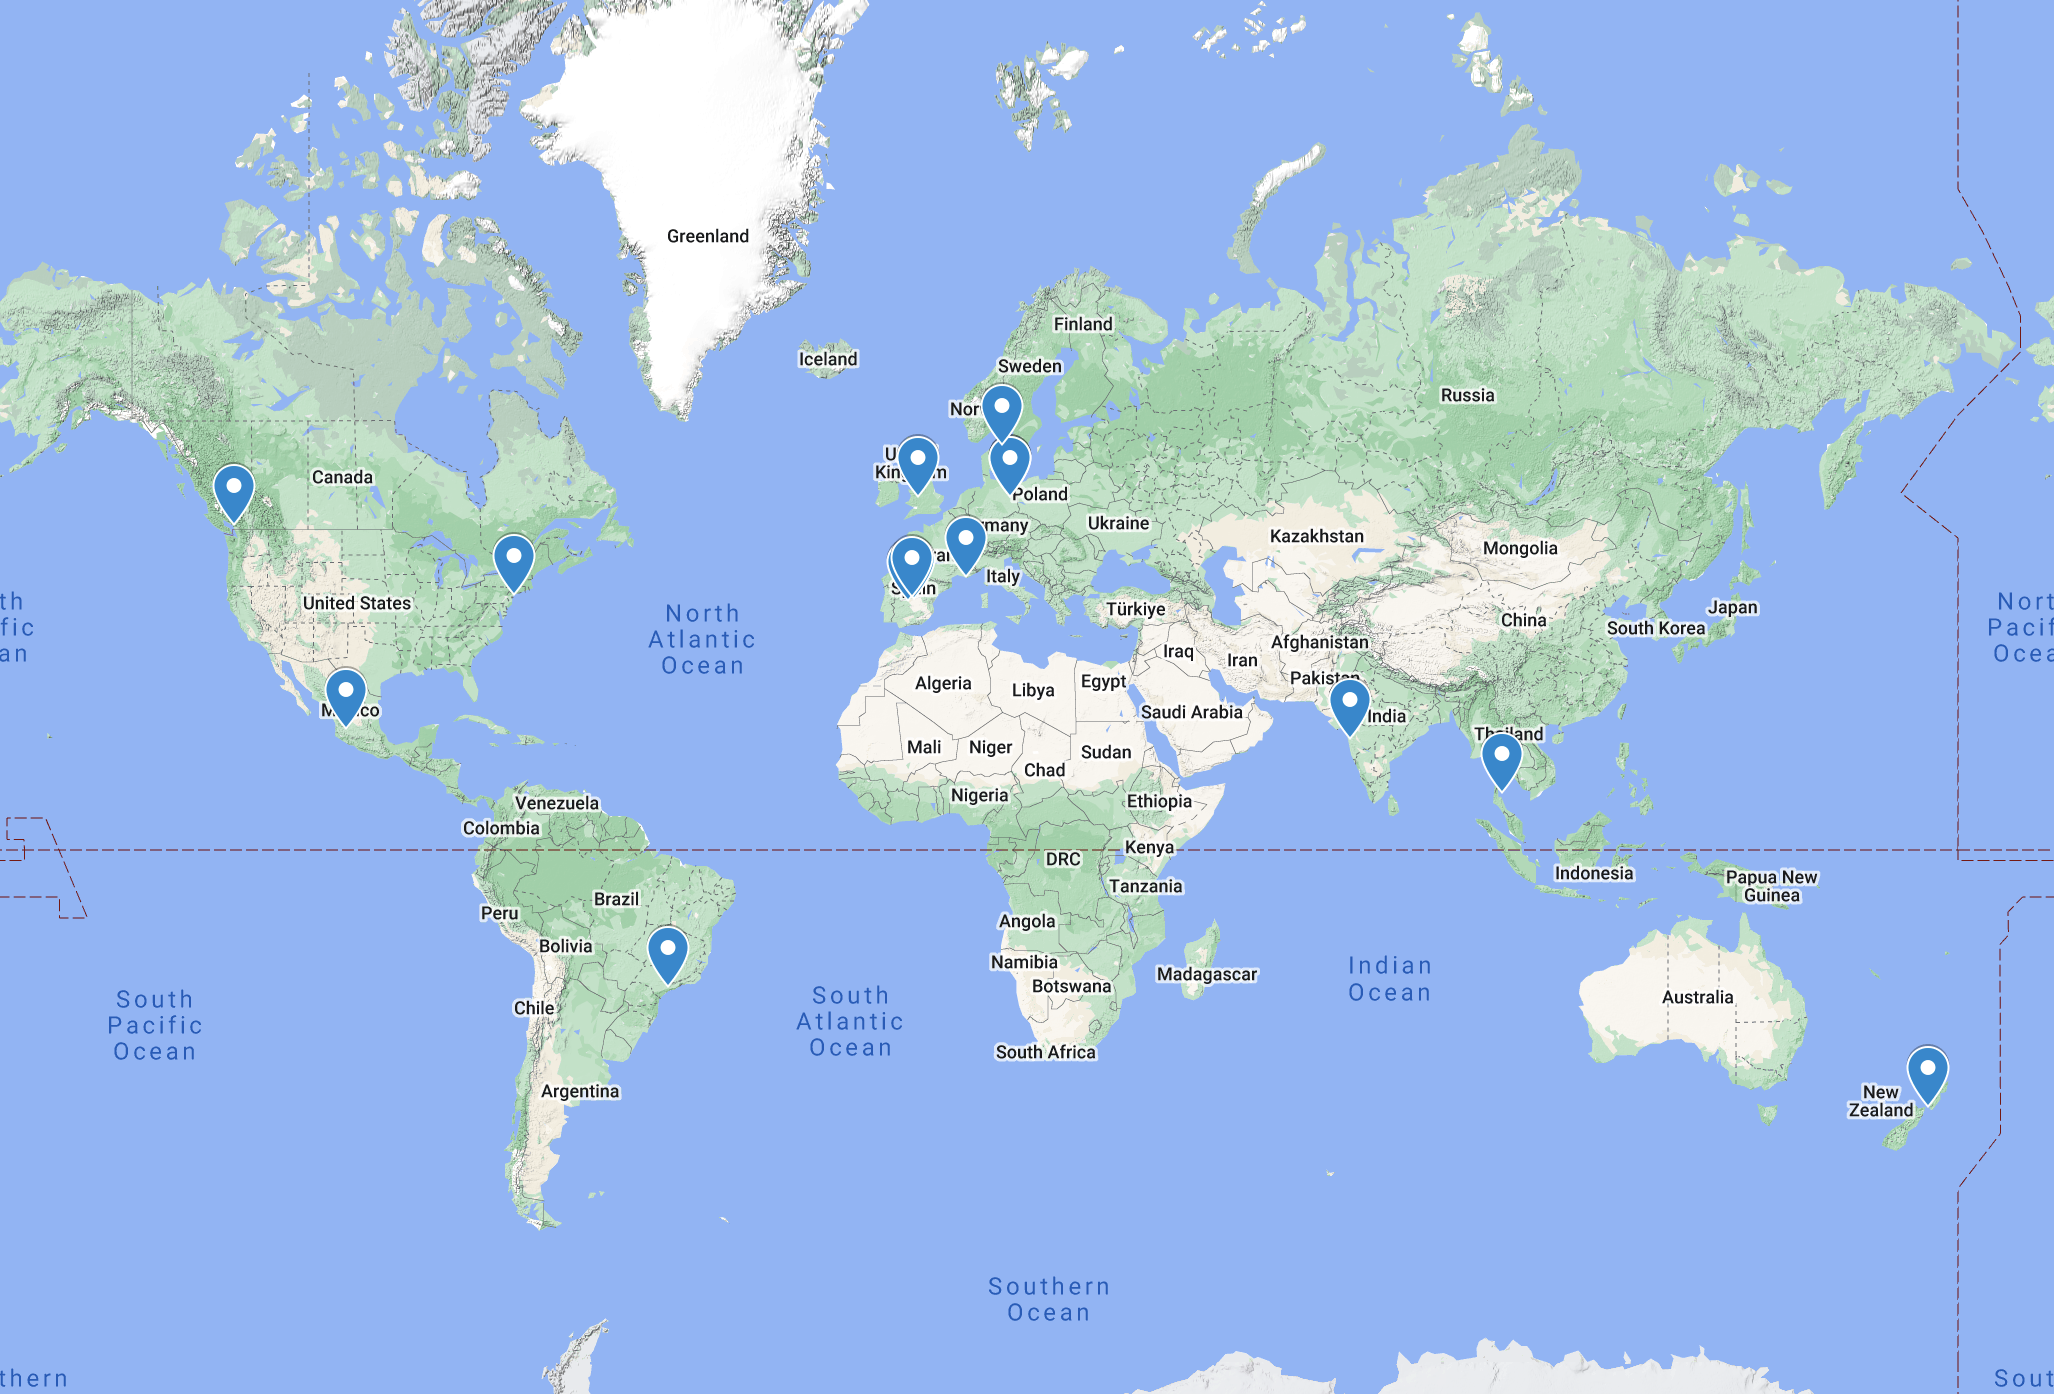 Greenland
Finland
Iceland
Sweden
Russia
Nor
U
Kin
m
Canada
Poland
many
Ukraine
Kazakhstan
Mongolia
ran
Italy
S
in
United States
Türkiye
Japan
China
South Korea
th
fic
an
North
Atlantic
Ocean
Nort
Pacif
Ocea
Afghanistan
Iraq
Iran
Pakistan
Algeria
Libya
Egypt
Saudi Arabia
M
ico
India
Thailand
Mali
Niger
Sudan
Chad
Nigeria
Ethiopia
Venezuela
Colombia
Kenya
DRC
Indonesia
Tanzania
Papua New
Guinea
Brazil
Peru
Angola
Bolivia
Namibia
Botswana
Madagascar
Indian
Ocean
Australia
Chile
South
Pacific
Ocean
South
Atlantic
Ocean
South Africa
Argentina
New
Zealand
Southern
Ocean
thern
Sout